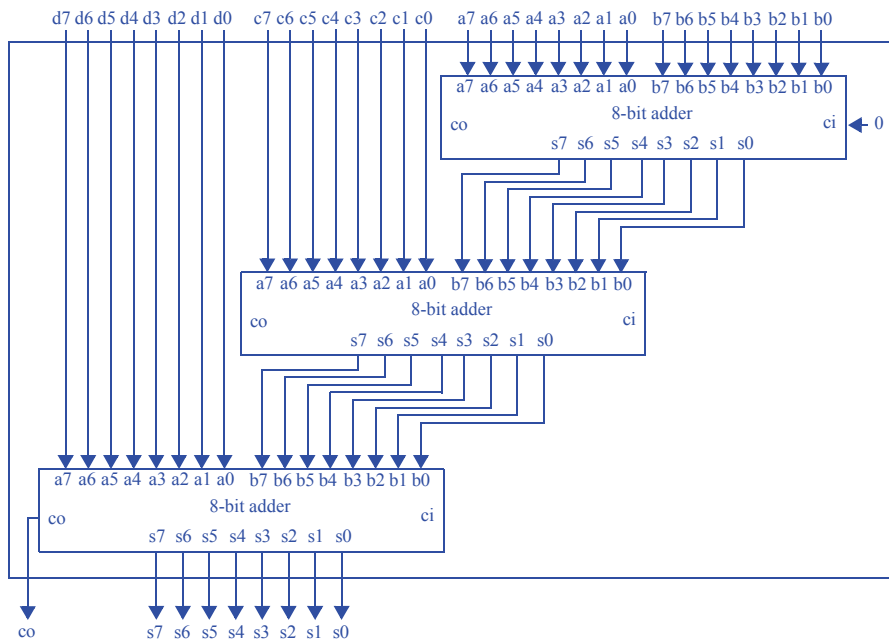 d7 d6 d5 d4 d3 d2 d1 d0 c7 c6 c5 c4 c3 c2 c1 c0 a7 a6 a5 a4 a3 a2 a1 a0 b7 b6 b5 b4 b3 b2 b1 b0
a7 a6 a5 a4 a3 a2 a1 a0 b7 b6 b5 b4 b3 b2 b1 b0
8-bit adder
co ci 0
s7 s6 s5 s4 s3 s2 s1 s0
a7 a6 a5 a4 a3 a2 a1 a0 b7 b6 b5 b4 b3 b2 b1 b0
8-bit adder
co ci
s7 s6 s5 s4 s3 s2 s1 s0
a7 a6 a5 a4 a3 a2 a1 a0 b7 b6 b5 b4 b3 b2 b1 b0
8-bit adder
co ci
s7 s6 s5 s4 s3 s2 s1 s0
co s7 s6 s5 s4 s3 s2 s1 s0